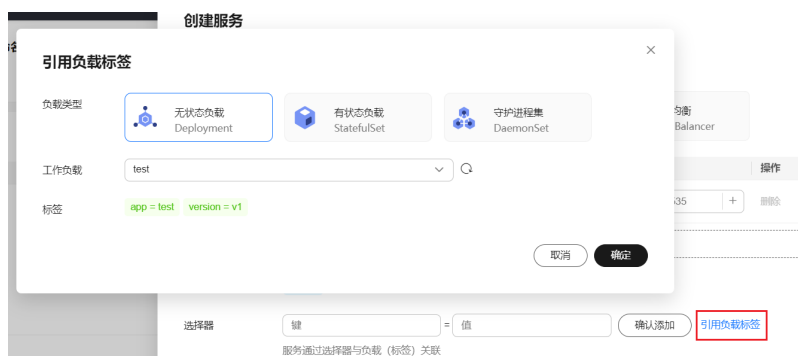 创建服务
引用负载标签
负载类型
无状态负载
Deployment
有状态负载
StatefulSet
守护进程集
DaemonSet
Balancer
工作负载
test
操作
标签
app = test
version = v1
+
删除
取消
确定
选择器
键
=
值
确认添加
引用负载标签
服务通过选择器与负载（标签）关联